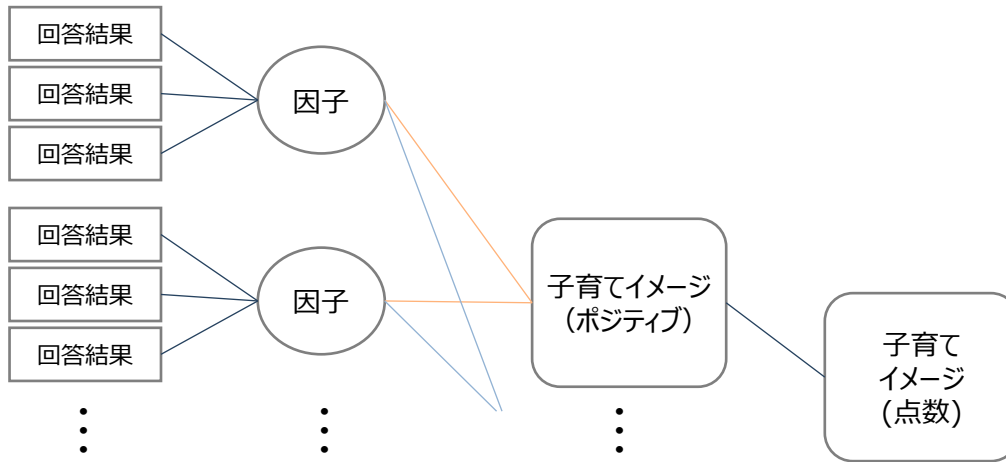 回答結果
回答結果
回答結果
因子
回答結果
回答結果
回答結果
因子
子育てイメージ
（ポジティブ）
子育て
イメージ
(点数)